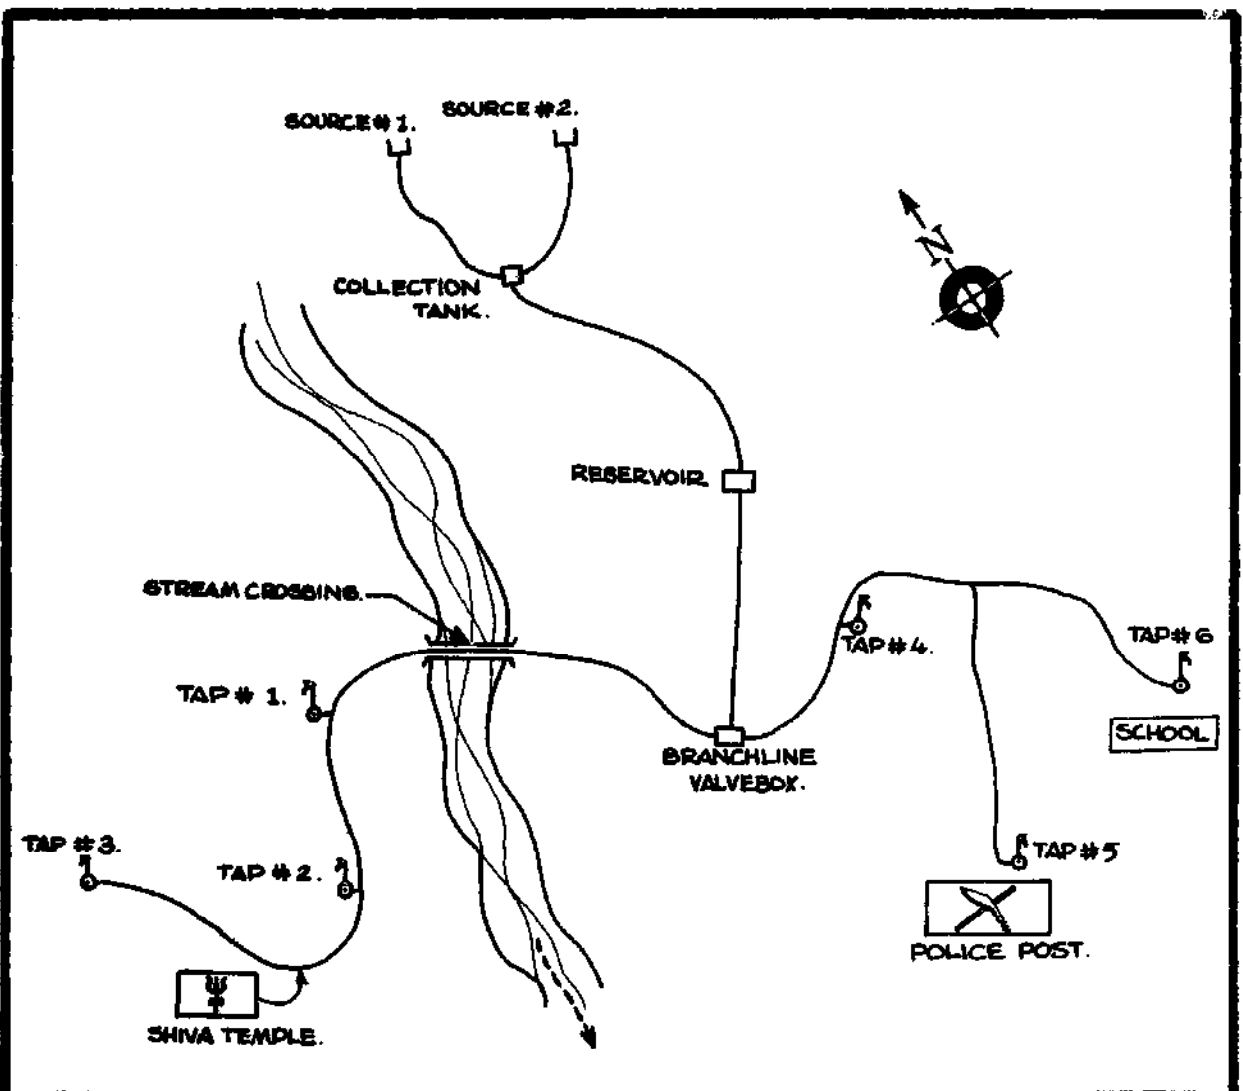 SOURCE # 1.
SOURCE # 2.
COLLECTION
TANK.
N
RESERVOIR
STREAM CROSSING.
TAP # 4.
TAP # 6
TAP # 1.
SCHOOL
BRANCHLINE
VALVEBOX.
TAP # 3.
TAP # 2.
TAP # 5
POLICE POST.
SHIVA TEMPLE.